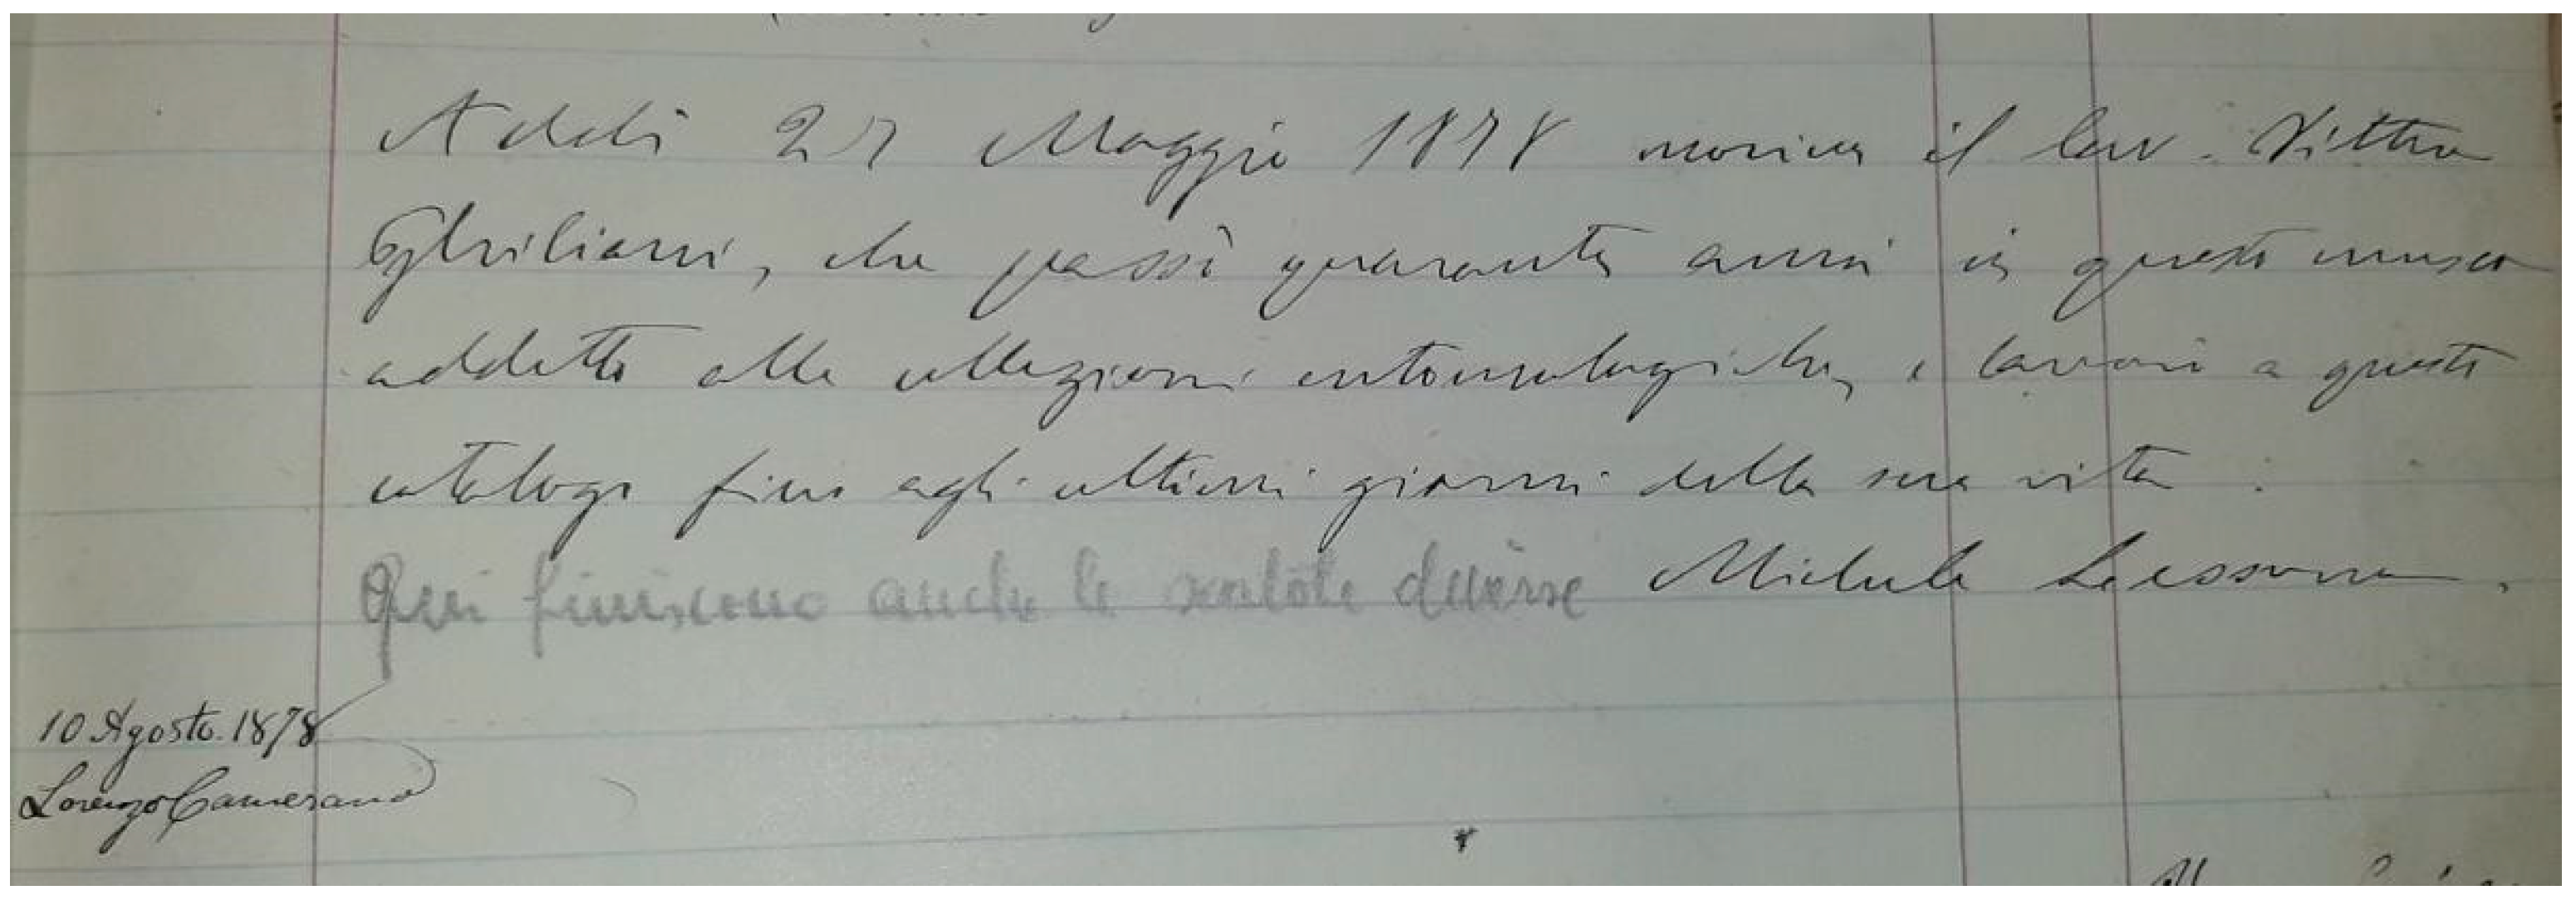 Addì 27 Maggio 1878 moriva il Cav. Vittore
Ghiliani, che passò quaranta anni in questo museo
addetto alle collezioni entomologiche, e lavorò a questo
catalogo fino agli ultimi giorni della sua vita.
Michele Lessona.
Qui finiscono anche le scatole diverse
10 Agosto. 1878
Lorenzo Camerano